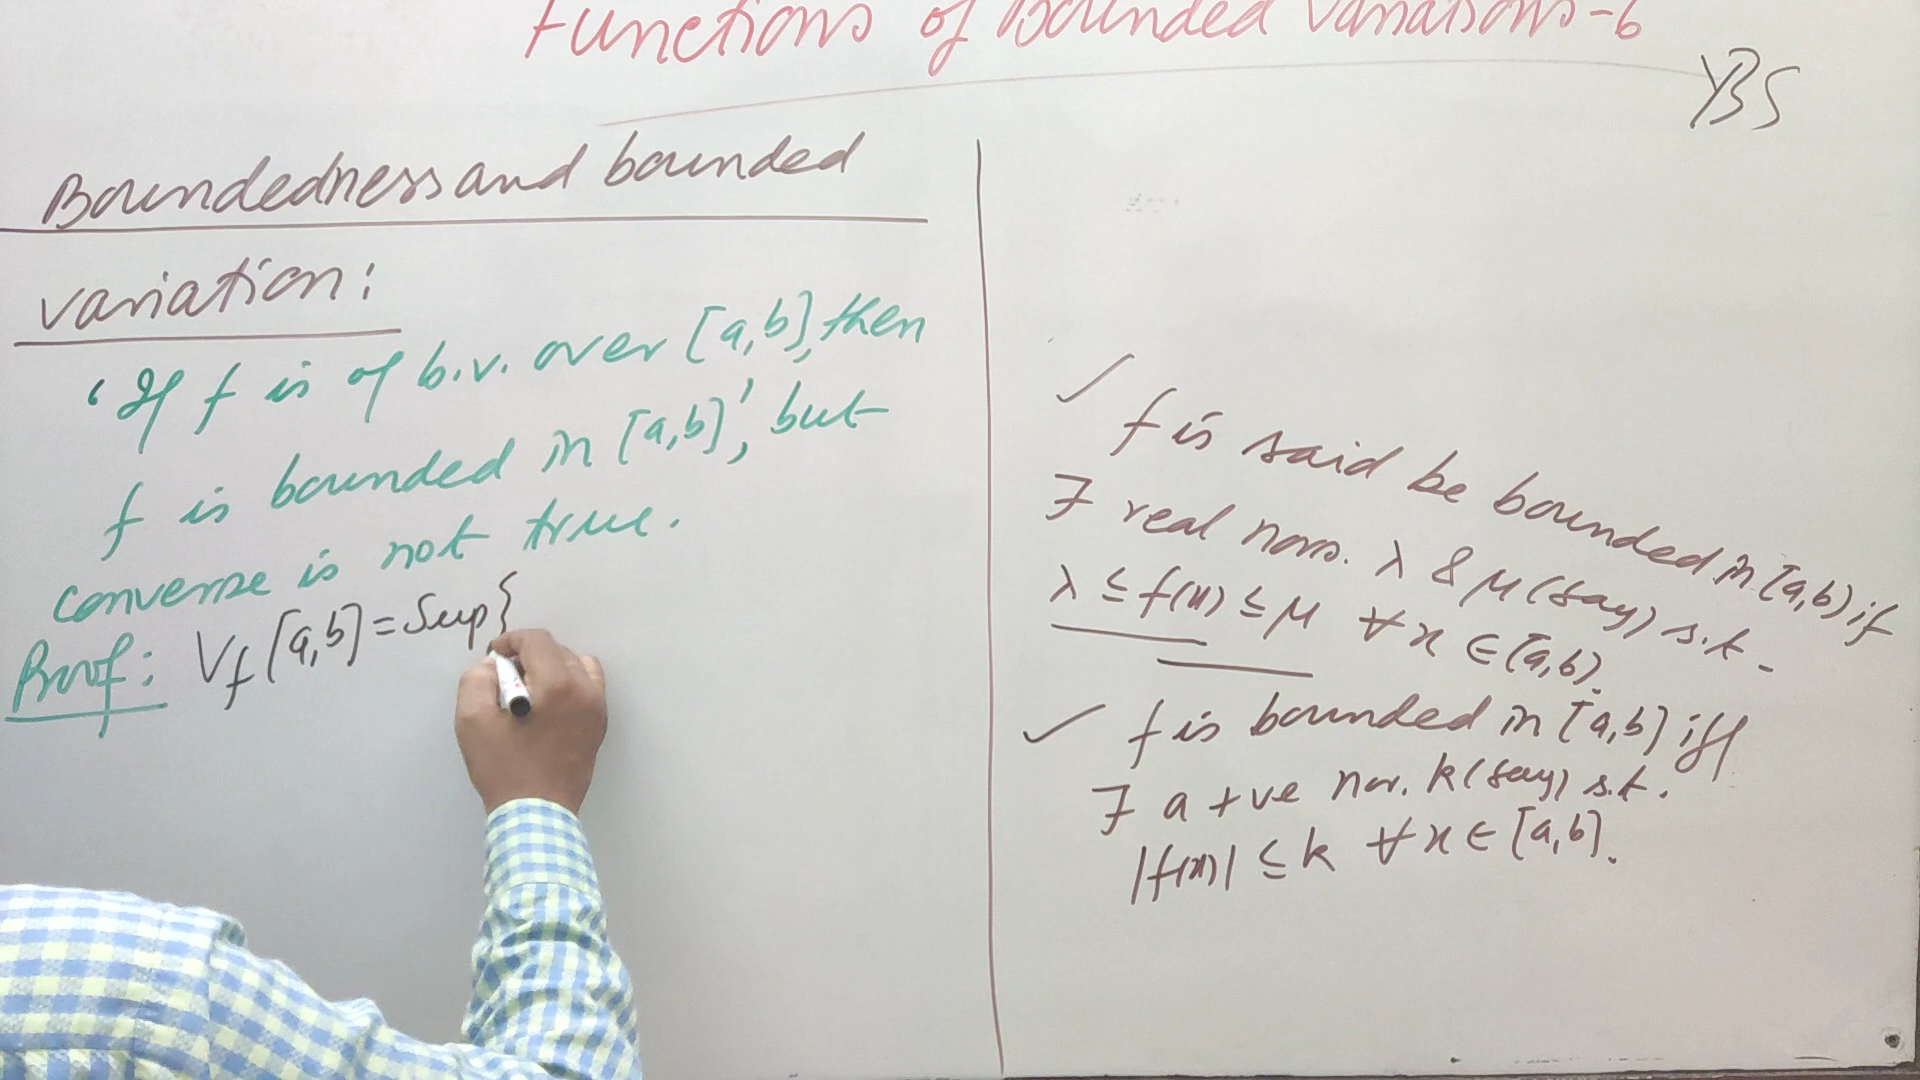 Functions of Bounded Variations-6
YBS
Boundedness and bounded
variation:
'If f is of b.v. over [a,b], then
f is bounded in [a,b]', but
converse is not true.
Proof: V_f [a,b] = Sup{
✓ f is said be bounded in [a,b] if
∃ real nos. λ & μ (say) s.t.
λ ≤ f(x) ≤ μ ∀ x ∈ [a,b].
✓ f is bounded in [a,b] iff
∃ a +ve no. k (say) s.t.
|f(x)| ≤ k ∀ x ∈ [a,b].